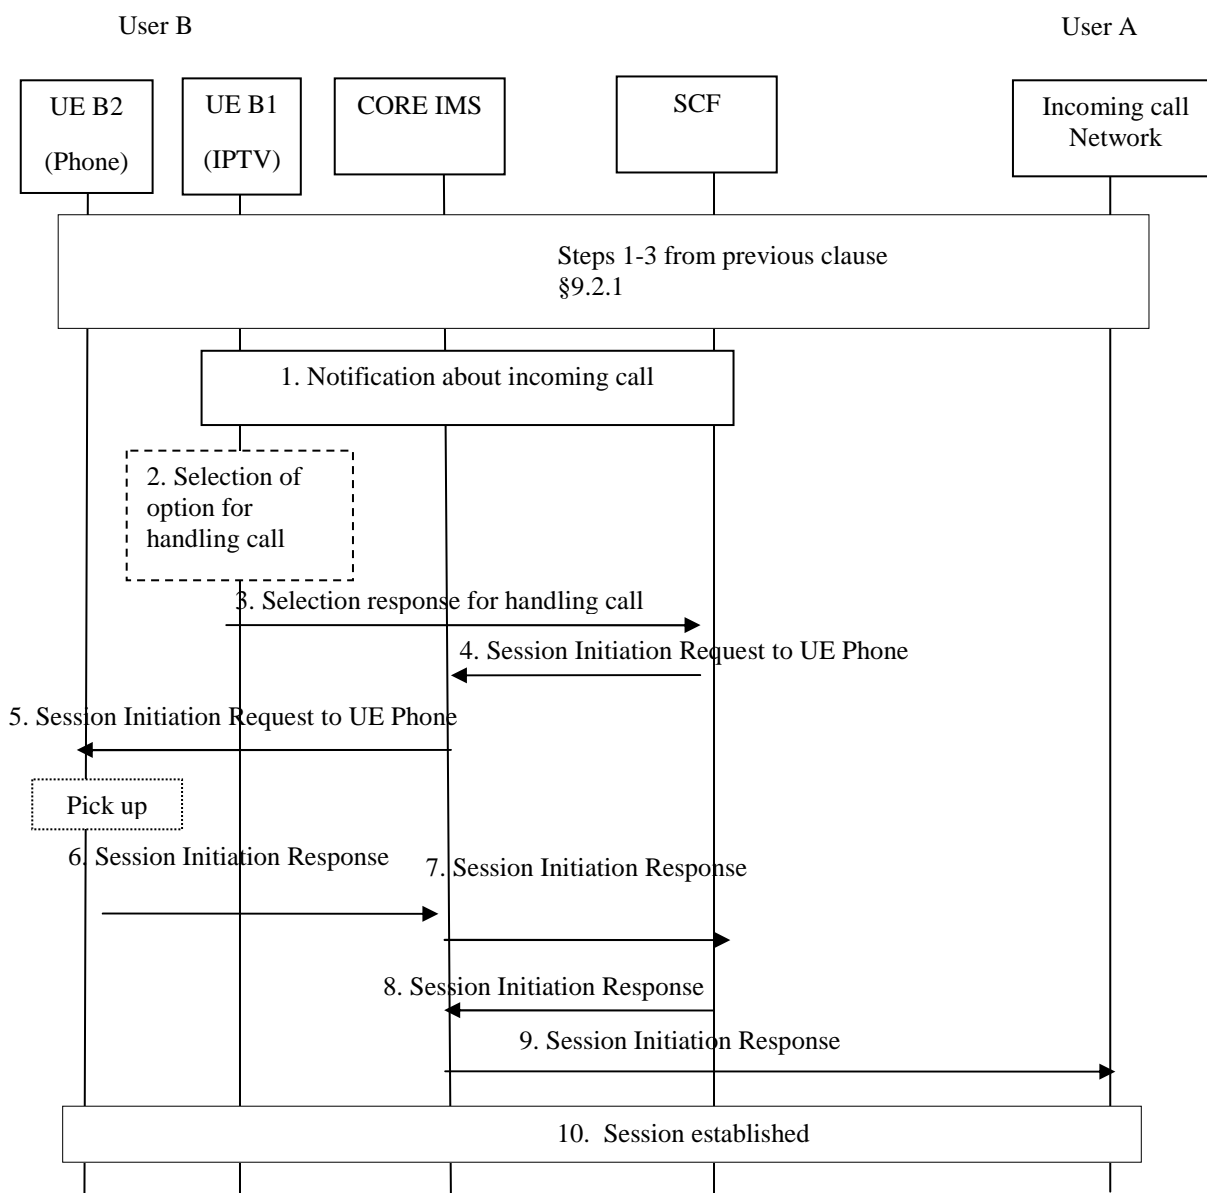 User B
User A
UE B2
(Phone)
UE B1
(IPTV)
CORE IMS
SCF
Incoming call
Network
Steps 1-3 from previous clause
§9.2.1
1. Notification about incoming call
2. Selection of
option for
handling call
3. Selection response for handling call
4. Session Initiation Request to UE Phone
5. Session Initiation Request to UE Phone
Pick up
6. Session Initiation Response
7. Session Initiation Response
8. Session Initiation Response
9. Session Initiation Response
10. Session established